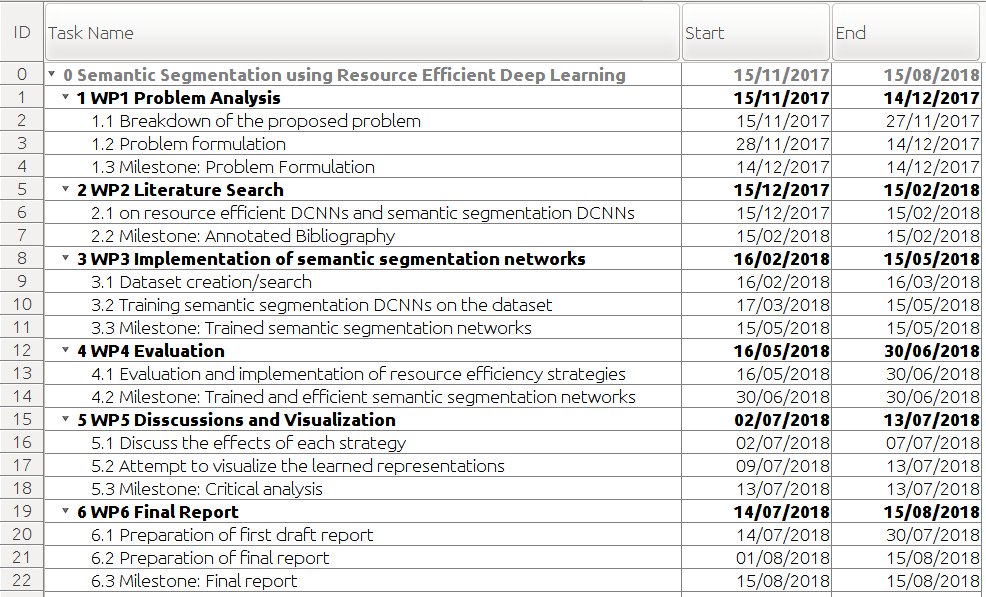 ID Task Name Start End
0 0 Semantic Segmentation using Resource Efficient Deep Learning 15/11/2017 15/08/2018
1 1 WP1 Problem Analysis 15/11/2017 14/12/2017
2 1.1 Breakdown of the proposed problem 15/11/2017 27/11/2017
3 1.2 Problem formulation 28/11/2017 14/12/2017
4 1.3 Milestone: Problem Formulation 14/12/2017 14/12/2017
5 2 WP2 Literature Search 15/12/2017 15/02/2018
6 2.1 on resource efficient DCNNs and semantic segmentation DCNNs 15/12/2017 15/02/2018
7 2.2 Milestone: Annotated Bibliography 15/02/2018 15/02/2018
8 3 WP3 Implementation of semantic segmentation networks 16/02/2018 15/05/2018
9 3.1 Dataset creation/search 16/02/2018 16/03/2018
10 3.2 Training semantic segmentation DCNNs on the dataset 17/03/2018 15/05/2018
11 3.3 Milestone: Trained semantic segmentation networks 15/05/2018 15/05/2018
12 4 WP4 Evaluation 16/05/2018 30/06/2018
13 4.1 Evaluation and implementation of resource efficiency strategies 16/05/2018 30/06/2018
14 4.2 Milestone: Trained and efficient semantic segmentation networks 30/06/2018 30/06/2018
15 5 WP5 Disscussions and Visualization 02/07/2018 13/07/2018
16 5.1 Discuss the effects of each strategy 02/07/2018 07/07/2018
17 5.2 Attempt to visualize the learned representations 09/07/2018 13/07/2018
18 5.3 Milestone: Critical analysis 13/07/2018 13/07/2018
19 6 WP6 Final Report 14/07/2018 15/08/2018
20 6.1 Preparation of first draft report 14/07/2018 30/07/2018
21 6.2 Preparation of final report 01/08/2018 15/08/2018
22 6.3 Milestone: Final report 15/08/2018 15/08/2018